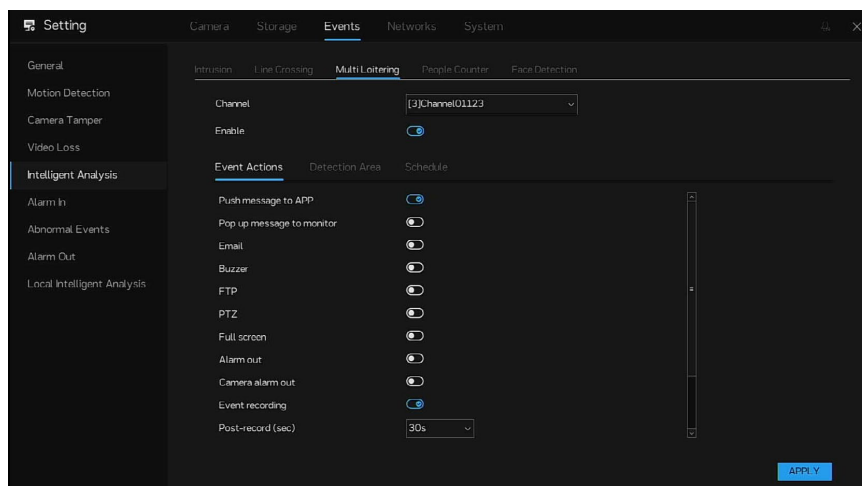 Setting
Camera Storage Events Networks System
General
Motion Detection
Camera Tamper
Video Loss
Intelligent Analysis
Alarm In
Abnormal Events
Alarm Out
Local Intelligent Analysis
Intrusion Line Crossing Multi Loitering People Counter Face Detection
Channel [3]Channel01123
Enable
Event Actions Detection Area Schedule
Push message to APP
Pop up message to monitor
Email
Buzzer
FTP
PTZ
Full screen
Alarm out
Camera alarm out
Event recording
Post-record (sec) 30s
APPLY